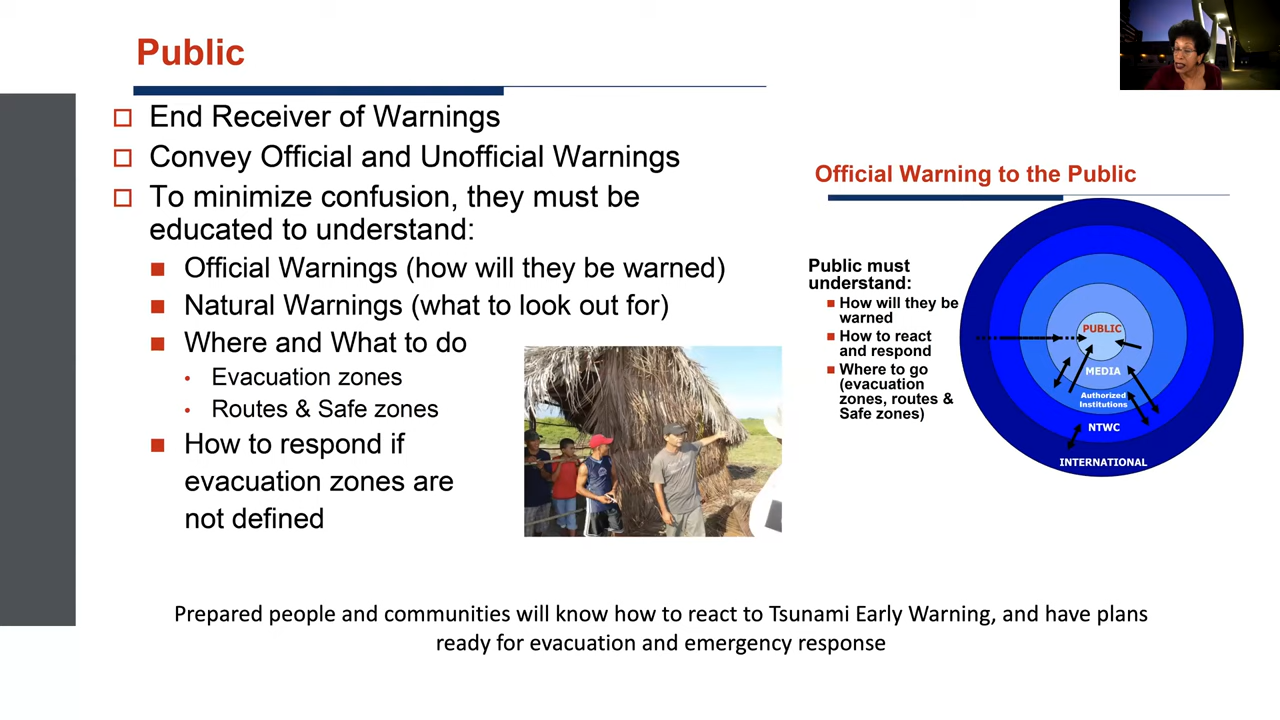 Public
End Receiver of Warnings
Convey Official and Unofficial Warnings
To minimize confusion, they must be
educated to understand:
Official Warnings (how will they be warned)
Natural Warnings (what to look out for)
Where and What to do
Evacuation zones
Routes & Safe zones
How to respond if
evacuation zones are
not defined
Official Warning to the Public
Public must
understand:
How will they be
warned
How to react
and respond
Where to go
(evacuation
zones, routes &
Safe zones)
PUBLIC
MEDIA
Authorized
Institutions
NTWC
INTERNATIONAL
Prepared people and communities will know how to react to Tsunami Early Warning, and have plans
ready for evacuation and emergency response